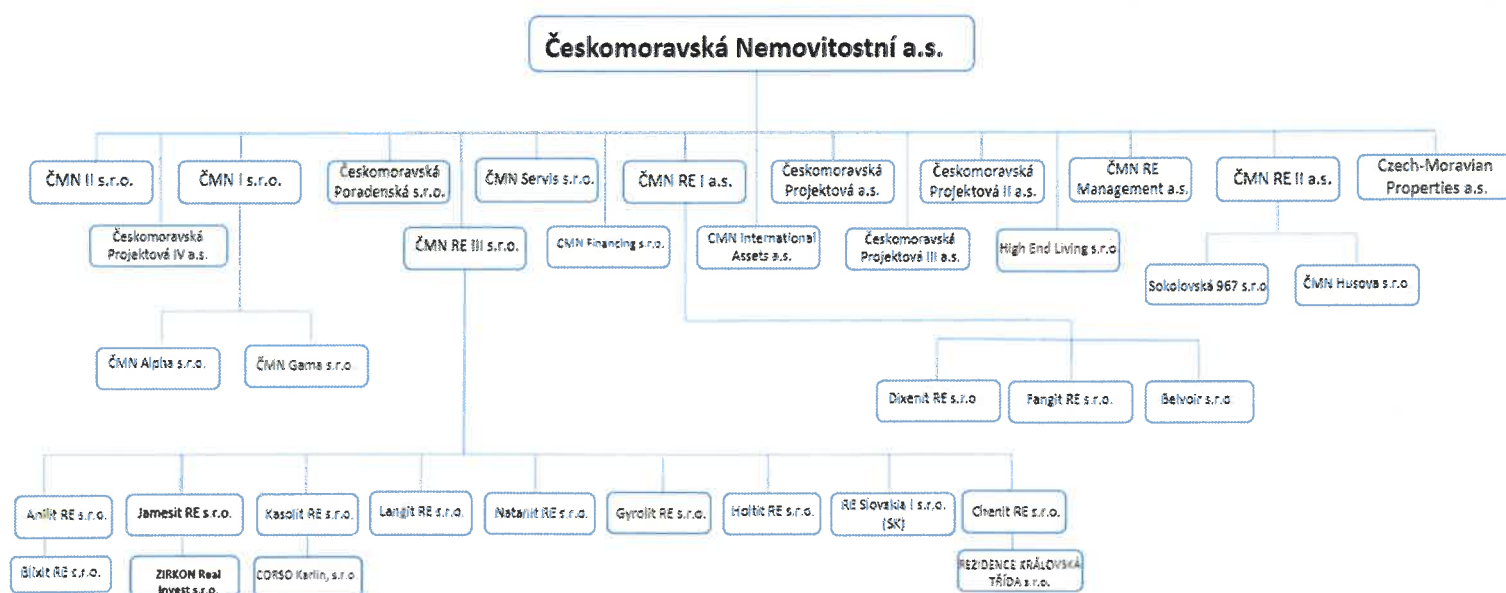 Českomoravská Nemovitostní a.s.
ČMN II s.r.o.
ČMN I s.r.o.
Českomoravská
Poradenská s.r.o.
ČMN Servis s.r.o.
ČMN RE I a.s.
Českomoravská
Projektová a.s.
Českomoravská
Projektová II a.s.
ČMN RE
Management a.s.
ČMN RE II a.s.
Czech-Moravian
Properties a.s.
Českomoravská
Projektová IV a.s.
ČMN RE III s.r.o.
CMN Financing s.r.o.
CMN International
Assets a.s.
Českomoravská
Projektová III a.s.
High End Living s.r.o.
Sokolovská 967 s.r.o.
ČMN Husova s.r.o.
ČMN Alpha s.r.o.
ČMN Gama s.r.o.
Dixenit RE s.r.o
Fangit RE s.r.o.
Belvoir s.r.o.
Anilit RE s.r.o.
Jamesit RE s.r.o.
Kasolit RE s.r.o.
Langit RE s.r.o.
Natanit RE s.r.o.
Gyrolit RE s.r.o.
Holtit RE s.r.o.
RE Slovakia I s.r.o.
(SK)
Clrenit RE s.r.o.
Blixit RE s.r.o.
ZIRKON Real
Invest s.r.o.
CORSO Karlín, s.r.o.
REZIDENCE KRÁLOVSKÁ
TŘÍDA s.r.o.